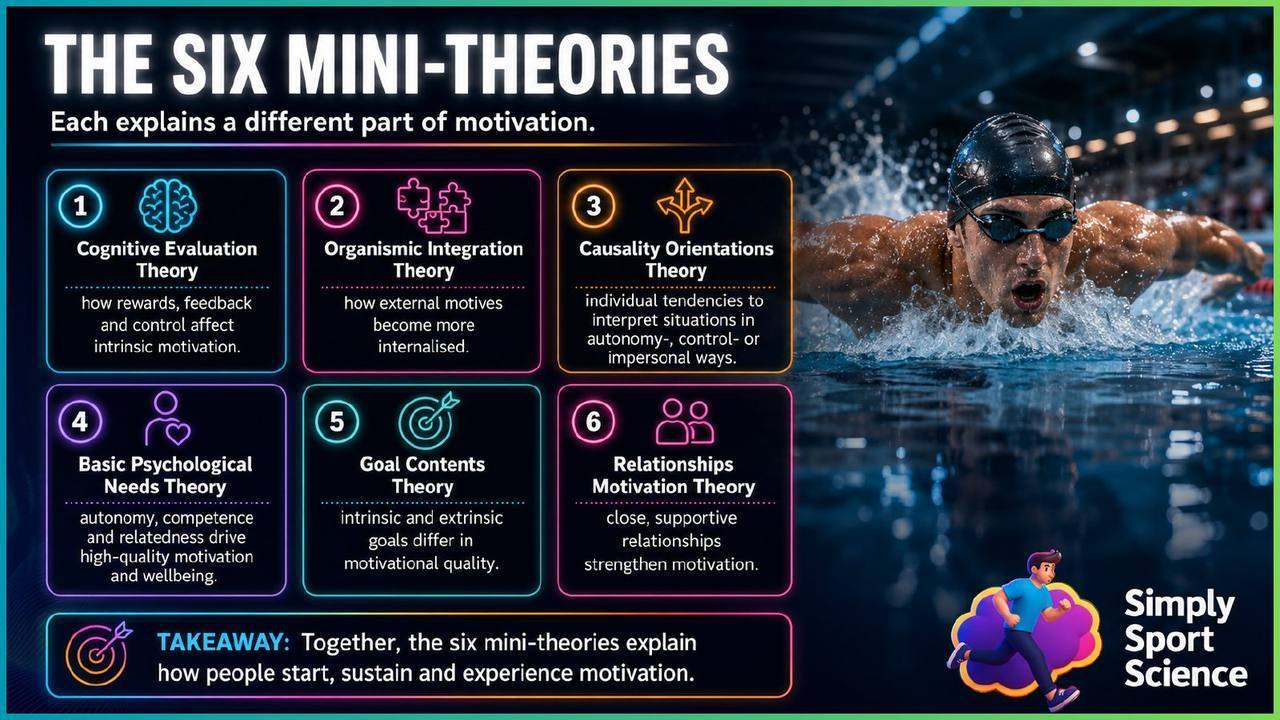 THE SIX MINI-THEORIES
Each explains a different part of motivation.
1
Cognitive Evaluation
Theory
how rewards, feedback
and control affect
intrinsic motivation.
2
Organismic Integration
Theory
how external motives
become more
internalised.
3
Causality Orientations
Theory
individual tendencies to
interpret situations in
autonomy-, control- or
impersonal ways.
4
Basic Psychological
Needs Theory
autonomy, competence
and relatedness drive
high-quality motivation
and wellbeing.
5
Goal Contents
Theory
intrinsic and extrinsic
goals differ in
motivational quality.
6
Relationships
Motivation Theory
close, supportive
relationships
strengthen motivation.
TAKEAWAY: Together, the six mini-theories explain
how people start, sustain and experience motivation.
Simply
Sport
Science